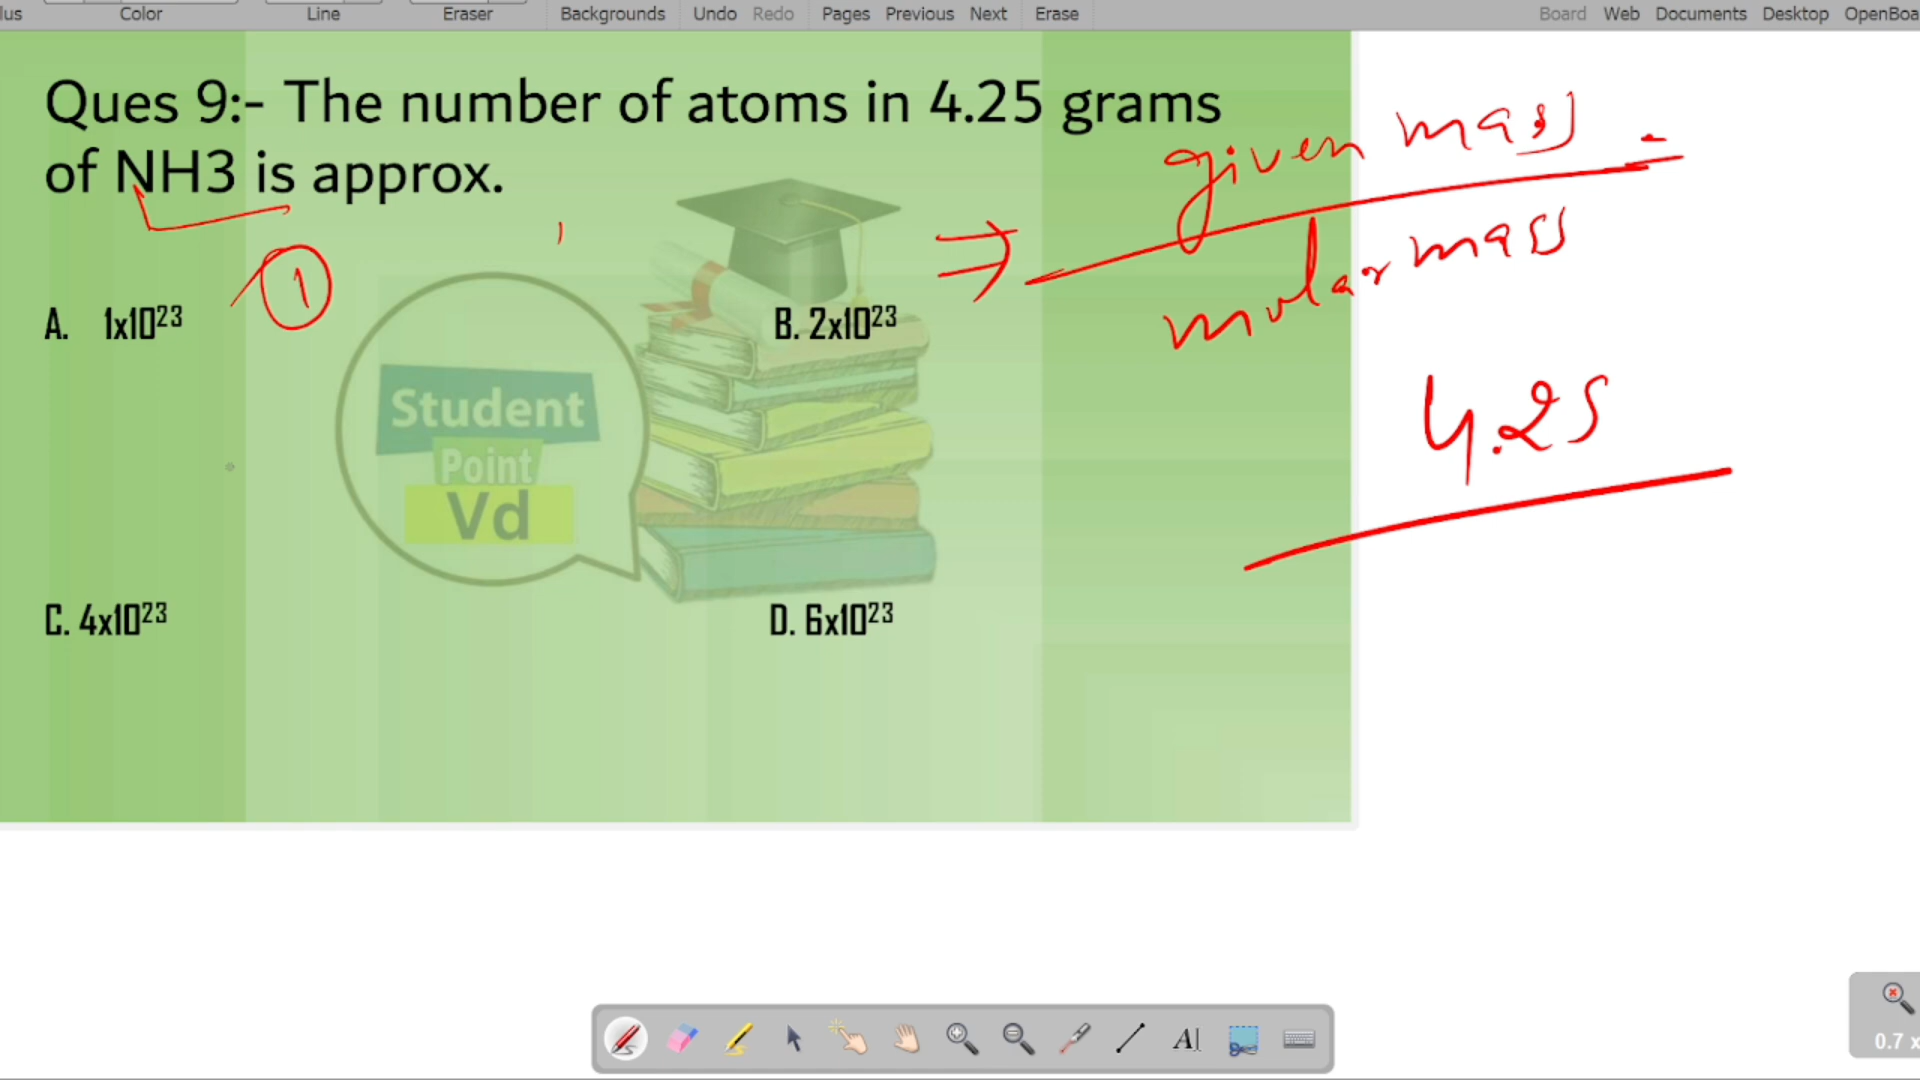 lus Color Line Eraser Backgrounds Undo Redo Pages Previous Next Erase Board Web Documents Desktop OpenBoa
Ques 9:- The number of atoms in 4.25 grams
of NH3 is approx.
given mass =
molar mass
1
A. 1x10²³
B. 2x10²³
4.25
Student
Point
Vd
C. 4x10²³
D. 6x10²³
A
0.7 x